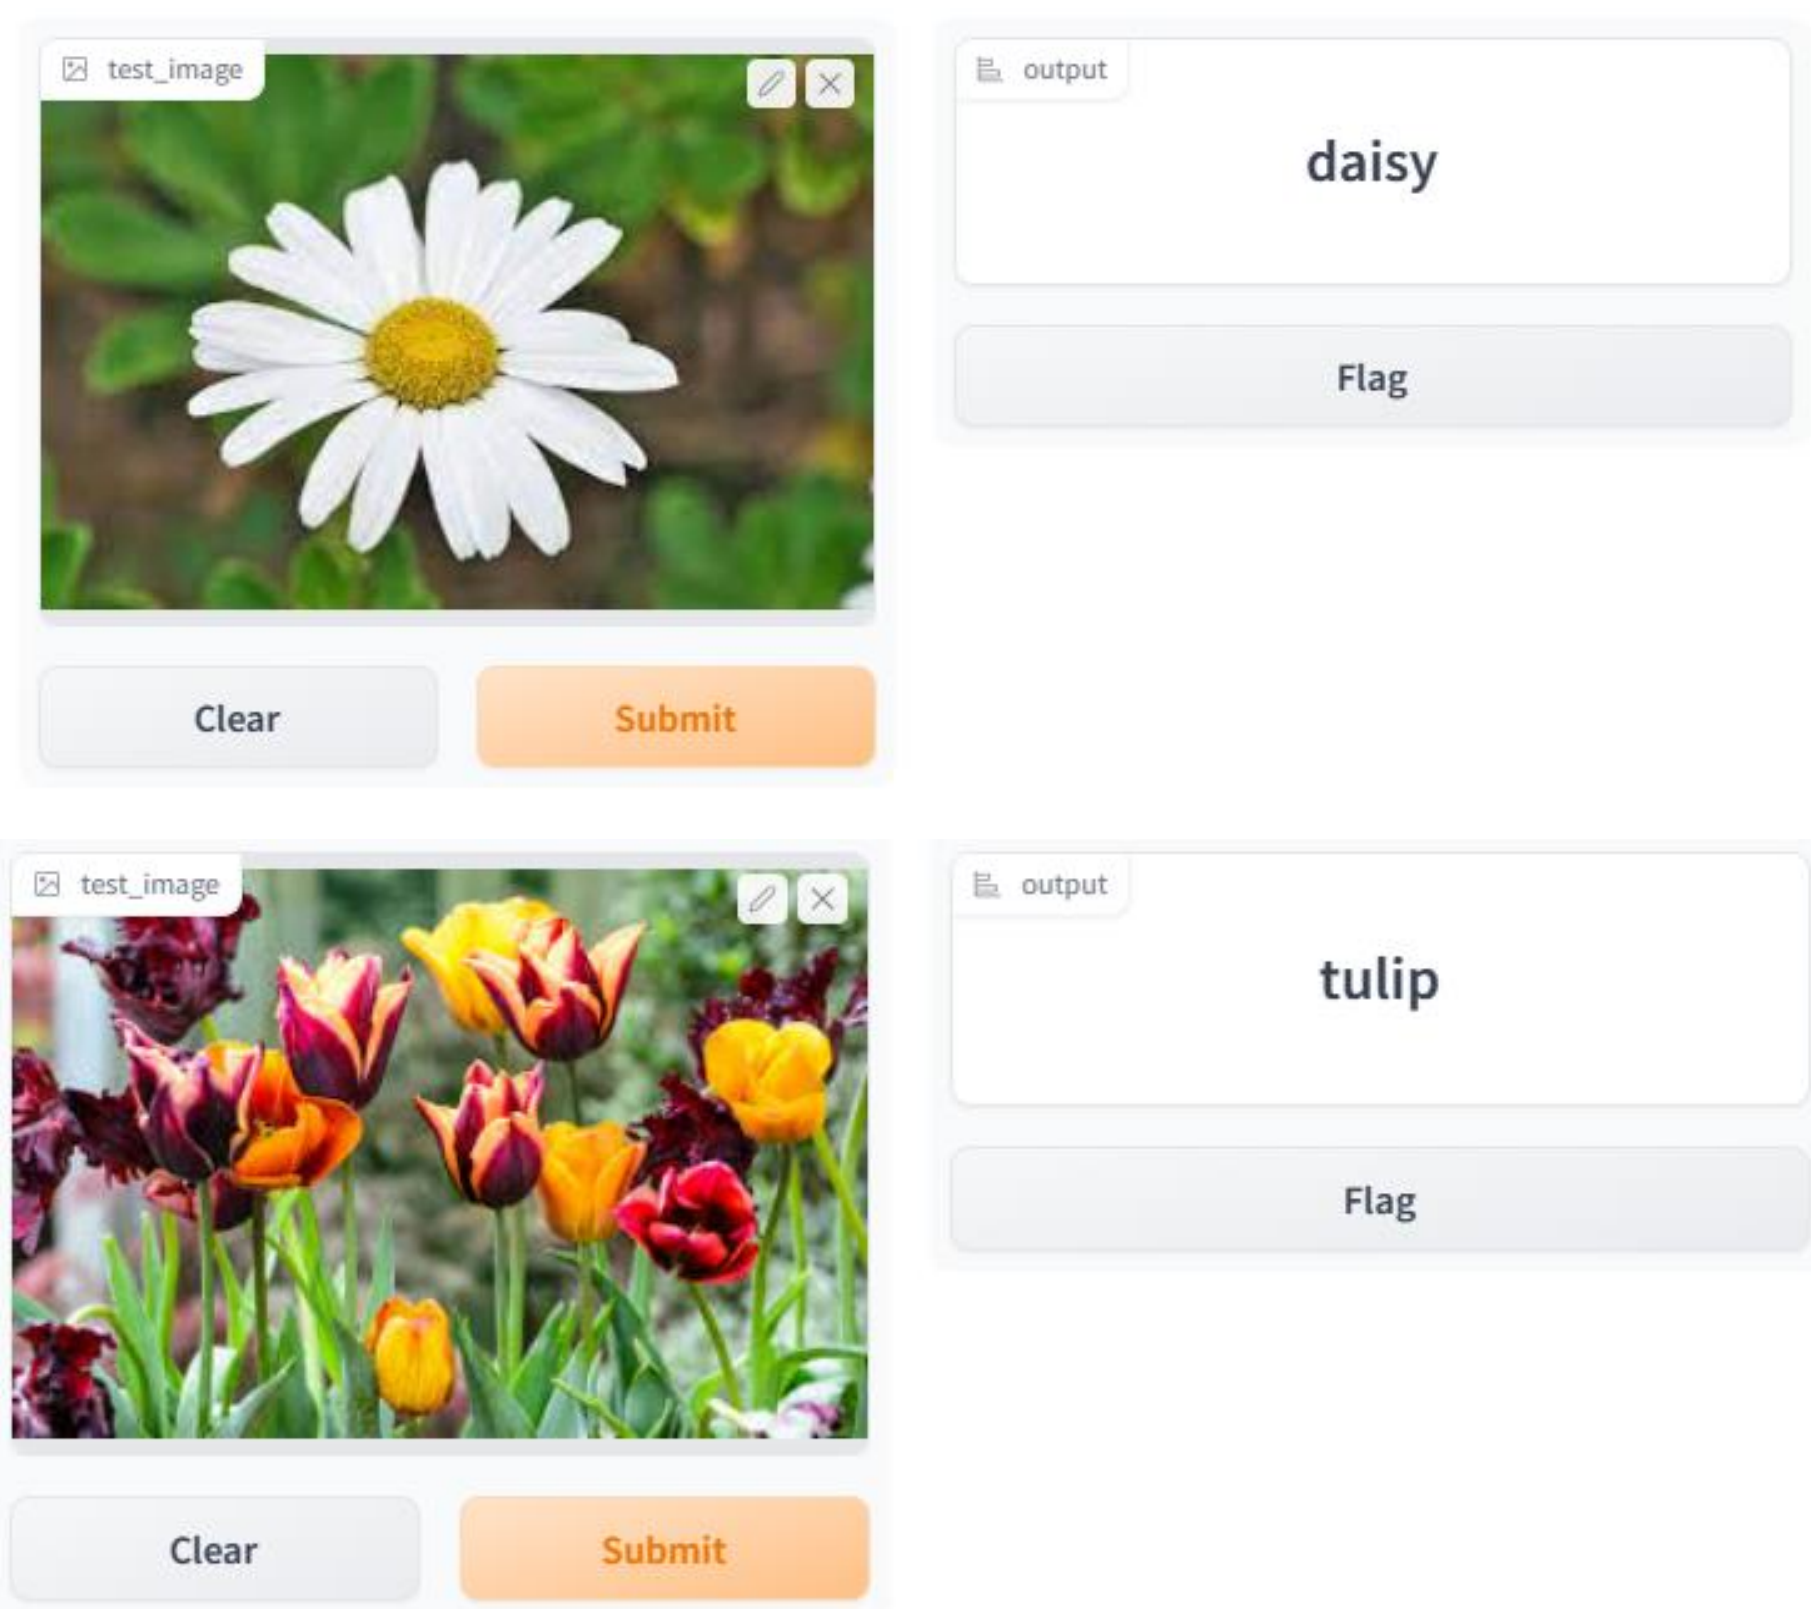 test_image
output
daisy
Flag
Clear
Submit
test_image
output
tulip
Flag
Clear
Submit